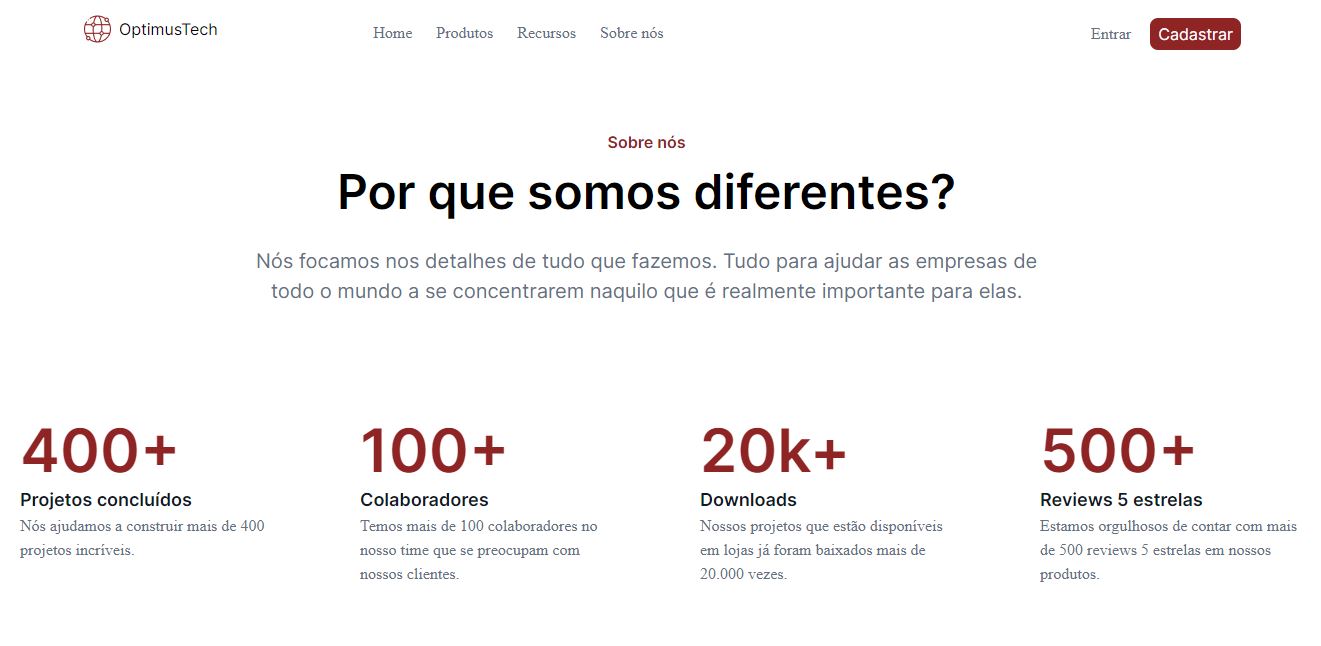 OptimusTech
Home Produtos Recursos Sobre nós
Entrar Cadastrar
Sobre nós
Por que somos diferentes?
Nós focamos nos detalhes de tudo que fazemos. Tudo para ajudar as empresas de
todo o mundo a se concentrarem naquilo que é realmente importante para elas.
400+
Projetos concluídos
Nós ajudamos a construir mais de 400
projetos incríveis.
100+
Colaboradores
Temos mais de 100 colaboradores no
nosso time que se preocupam com
nossos clientes.
20k+
Downloads
Nossos projetos que estão disponíveis
em lojas já foram baixados mais de
20.000 vezes.
500+
Reviews 5 estrelas
Estamos orgulhosos de contar com mais
de 500 reviews 5 estrelas em nossos
produtos.